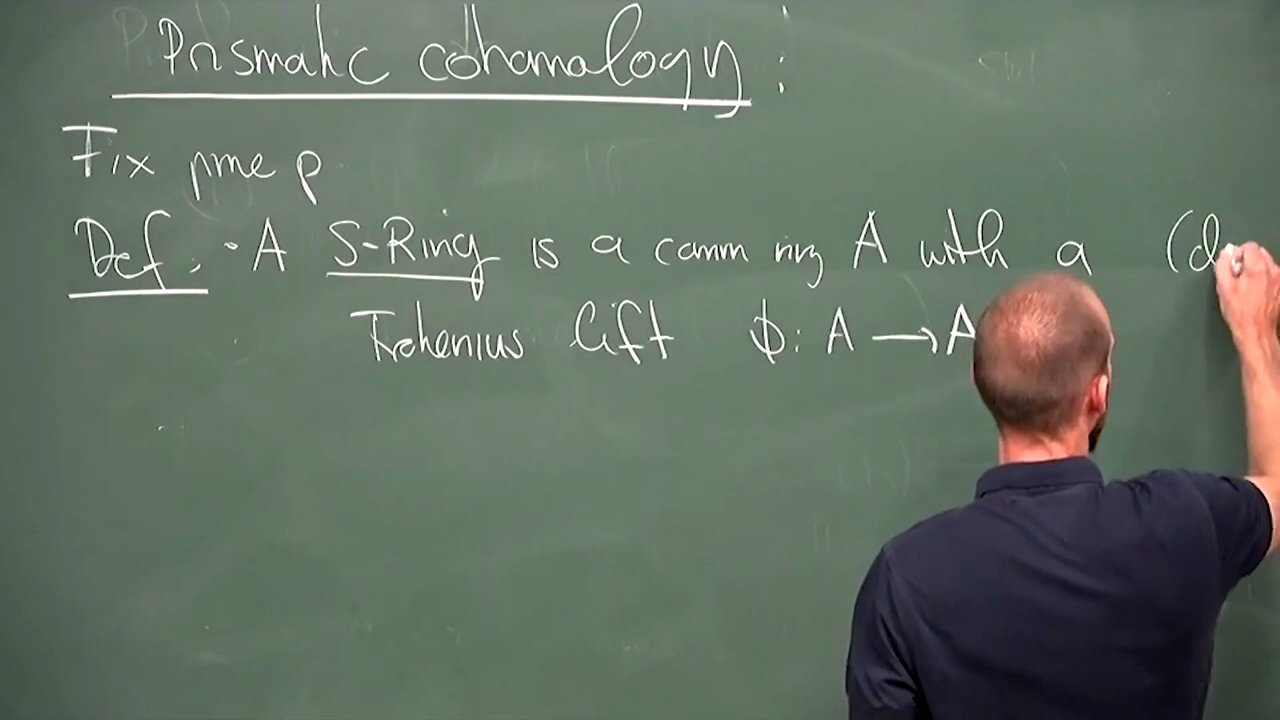 Prismatic cohomology :
Fix prime p
Def. • A δ-Ring is a comm ring A with a (d
Frobenius lift ϕ: A → A